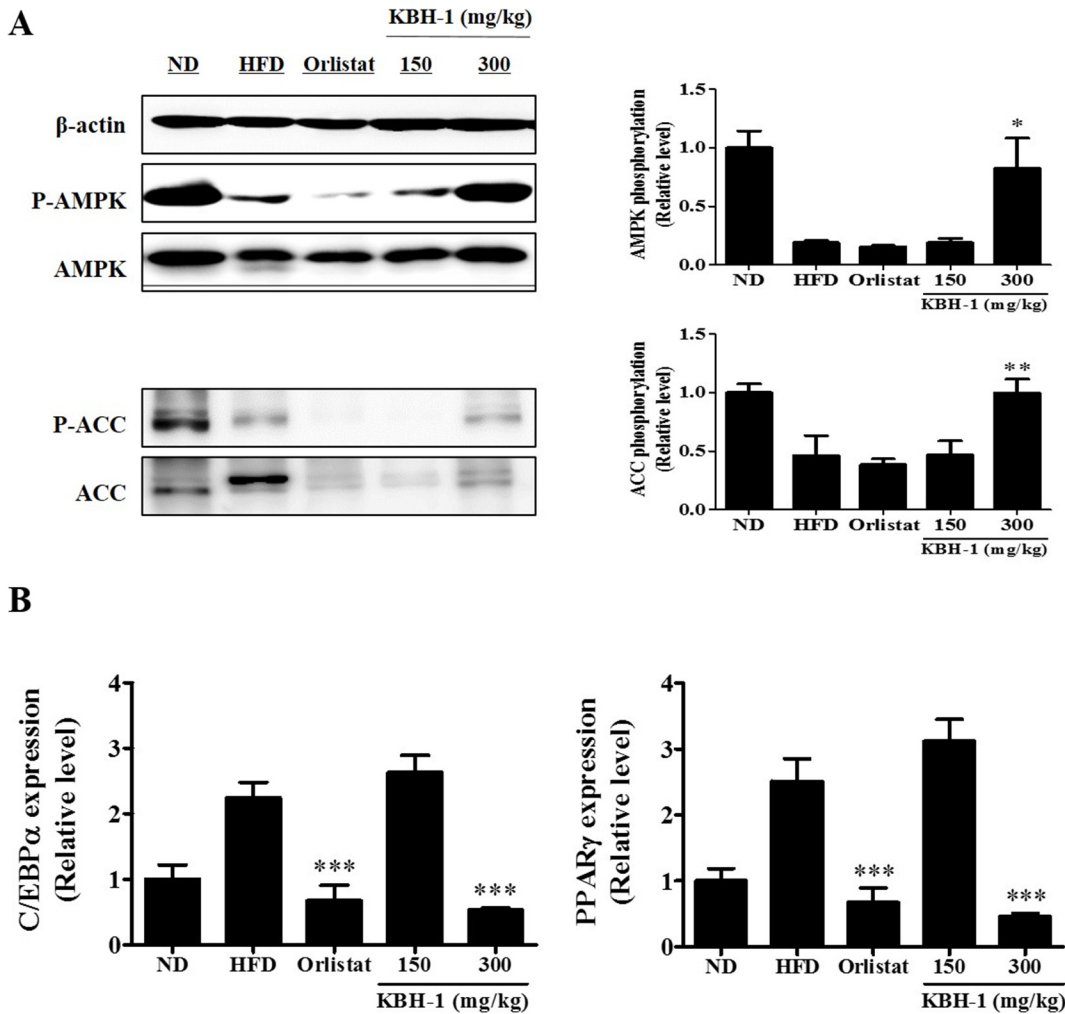 A
KBH-1 (mg/kg)
ND HFD Orlistat 150 300
β-actin
P-AMPK
AMPK
P-ACC
ACC
AMPK phosphorylation
(Relative level)
1.5
1.0
0.5
0.0
*
ND HFD Orlistat 150 300
KBH-1 (mg/kg)
ACC phosphorylation
(Relative level)
1.5
1.0
0.5
0.0
**
ND HFD Orlistat 150 300
KBH-1 (mg/kg)
B
C/EBPα expression
(Relative level)
4
3
2
1
0
***
***
ND HFD Orlistat 150 300
KBH-1 (mg/kg)
PPARγ expression
(Relative level)
4
3
2
1
0
***
***
ND HFD Orlistat 150 300
KBH-1 (mg/kg)